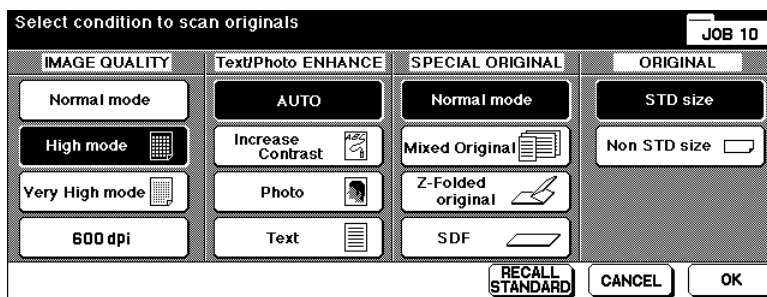 Select condition to scan originals
JOB 10
IMAGE QUALITY
Text/Photo ENHANCE
SPECIAL ORIGINAL
ORIGINAL
Normal mode
AUTO
Normal mode
STD size
High mode
Increase
Contrast
ABC
Mixed Original
Non STD size
Very High mode
Photo
Z-Folded
original
600 dpi
Text
SDF
RECALL
STANDARD
CANCEL
OK